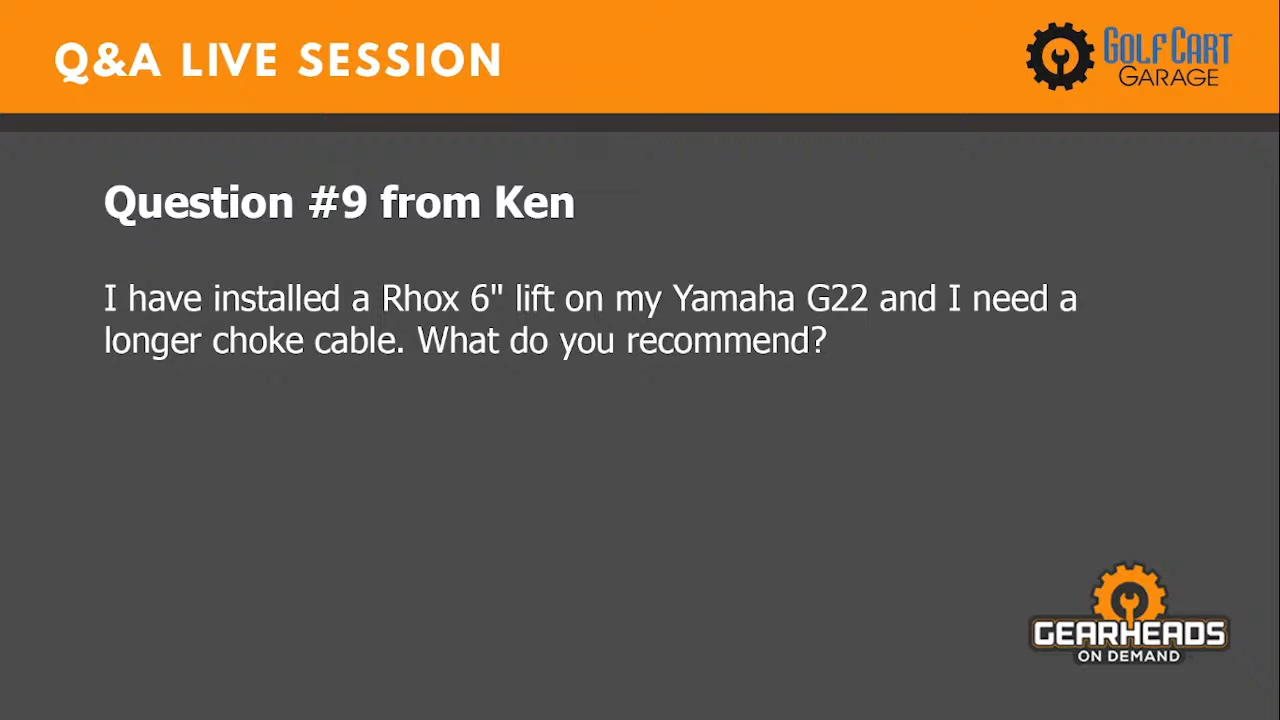 Q&A LIVE SESSION
GOLF CART
GARAGE
Question #9 from Ken
I have installed a Rhox 6" lift on my Yamaha G22 and I need a
longer choke cable. What do you recommend?
GEARHEADS
ON DEMAND